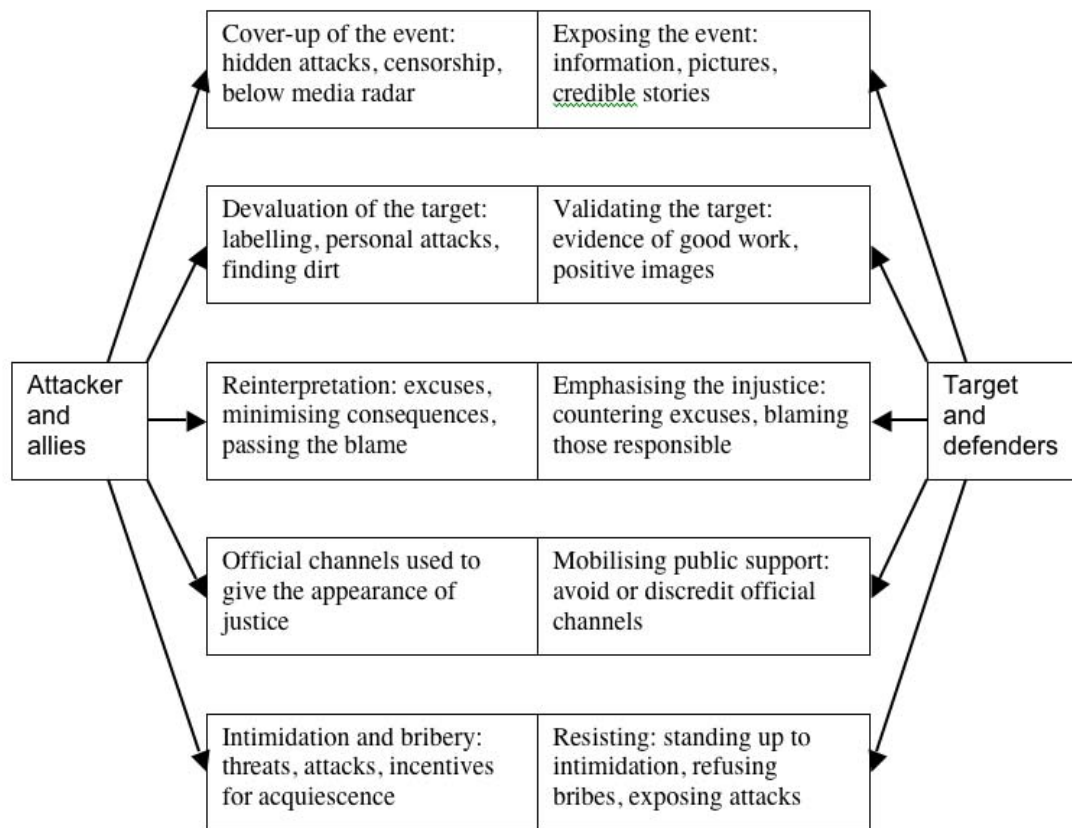 Cover-up of the event:
hidden attacks, censorship,
below media radar
Exposing the event:
information, pictures,
credible stories
Devaluation of the target:
labelling, personal attacks,
finding dirt
Validating the target:
evidence of good work,
positive images
Attacker
and
allies
Reinterpretation: excuses,
minimising consequences,
passing the blame
Emphasising the injustice:
countering excuses, blaming
those responsible
Target
and
defenders
Official channels used to
give the appearance of
justice
Mobilising public support:
avoid or discredit official
channels
Intimidation and bribery:
threats, attacks, incentives
for acquiescence
Resisting: standing up to
intimidation, refusing
bribes, exposing attacks